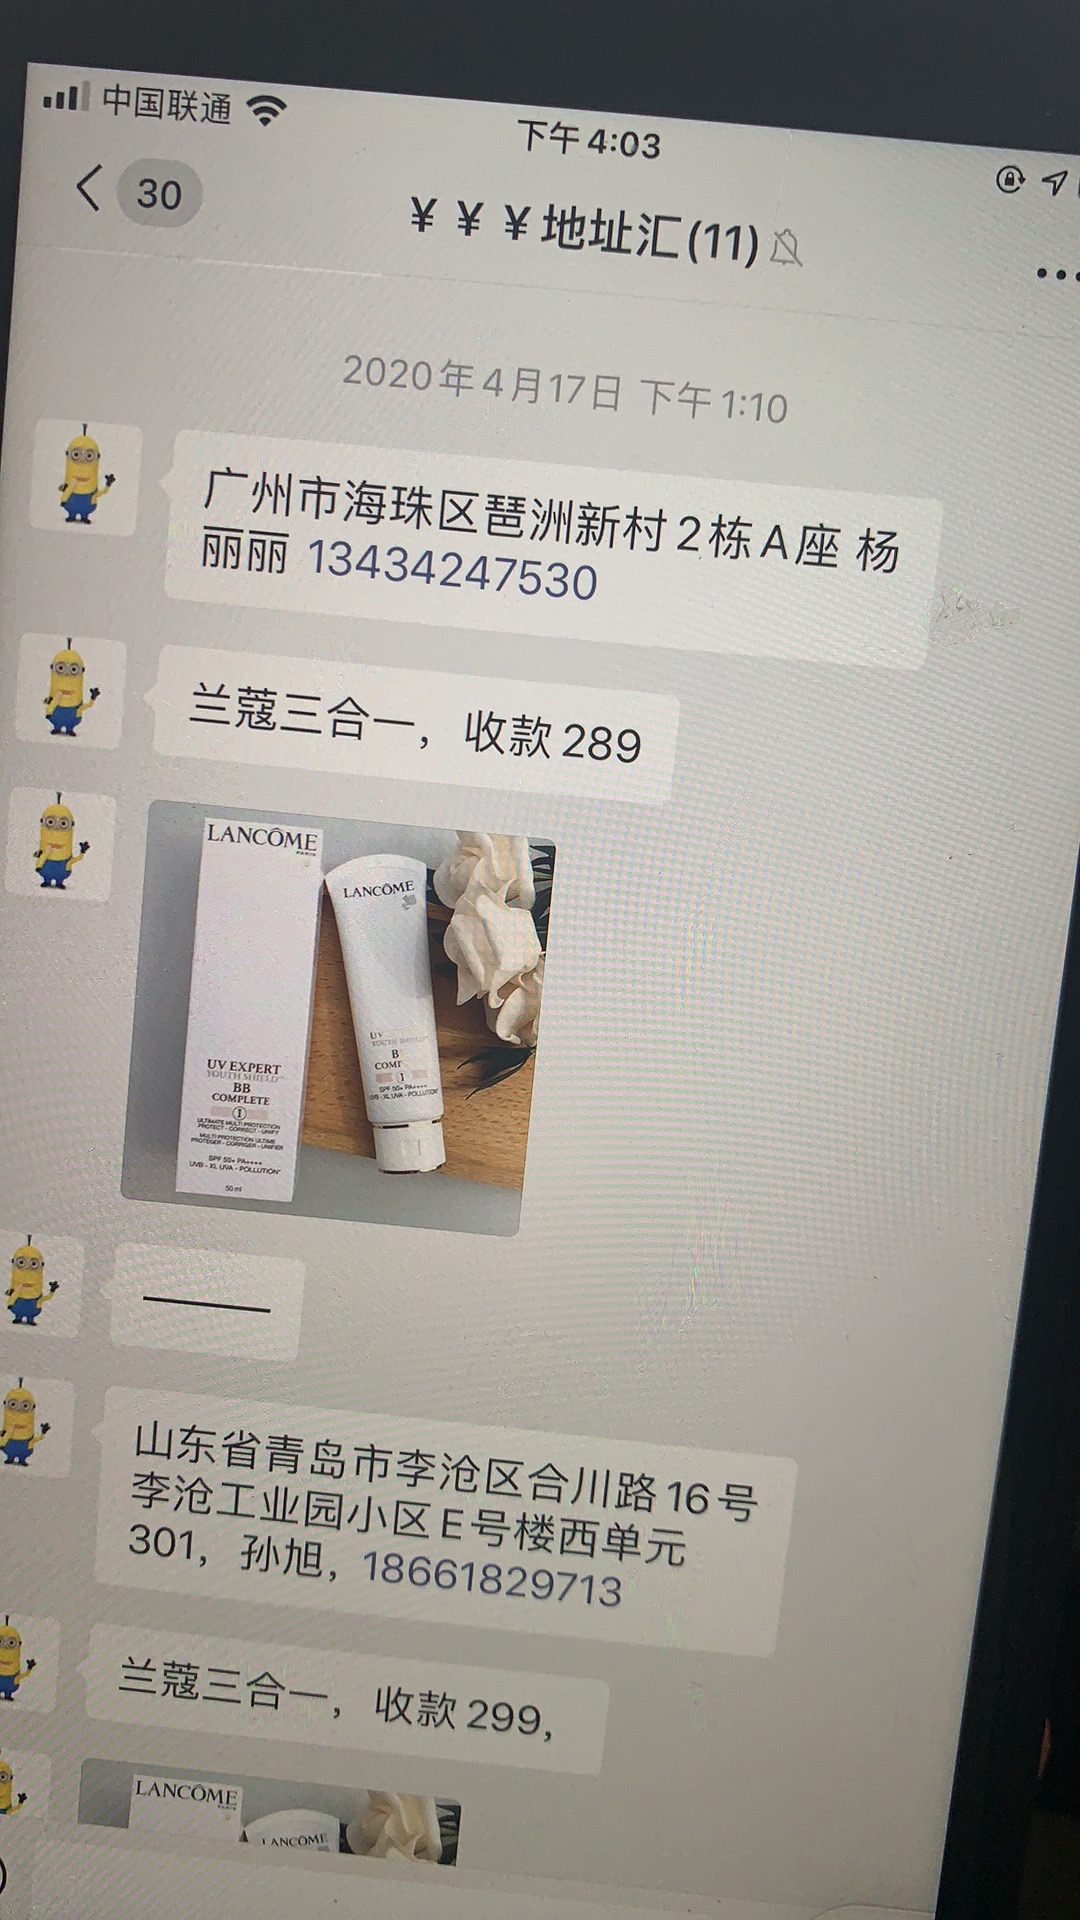 中国联通
下午4:03
30
¥ ¥ ¥地址汇(11)
2020年4月17日 下午1:10
广州市海珠区琶洲新村2栋A座 杨
丽丽 13434247530
兰蔻三合一，收款289
LANCÔME
PARIS
UV EXPERT
YOUTH SHIELD™
BB
COMPLETE
1
ULTIMATE MULTI PROTECTION
PROTECT - CORRECT - UNIFY
MULTI PROTECTION ULTIME
PROTÉGER - CORRIGER - UNIFIER
SPF 50+ PA++++
UVB - XL UVA - POLLUTION*
50 ml
LANCÔME
UV
YOUTH SHIELD™
B
COMP
1
SPF 50+ PA++++
UVB - XL UVA - POLLUTION*
———
山东省青岛市李沧区合川路16号
李沧工业园小区E号楼西单元
301，孙旭，18661829713
兰蔻三合一，收款299，
LANCÔME
PARIS
LANCÔME